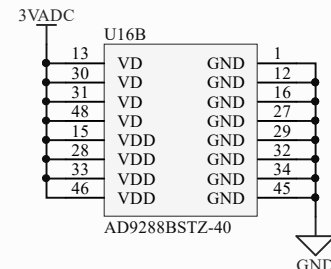 3VADC
U16B
13 VD GND 1
30 VD GND 12
31 VD GND 16
48 VD GND 27
15 VDD GND 29
28 VDD GND 32
33 VDD GND 34
46 VDD GND 45
AD9288BSTZ-40
GND